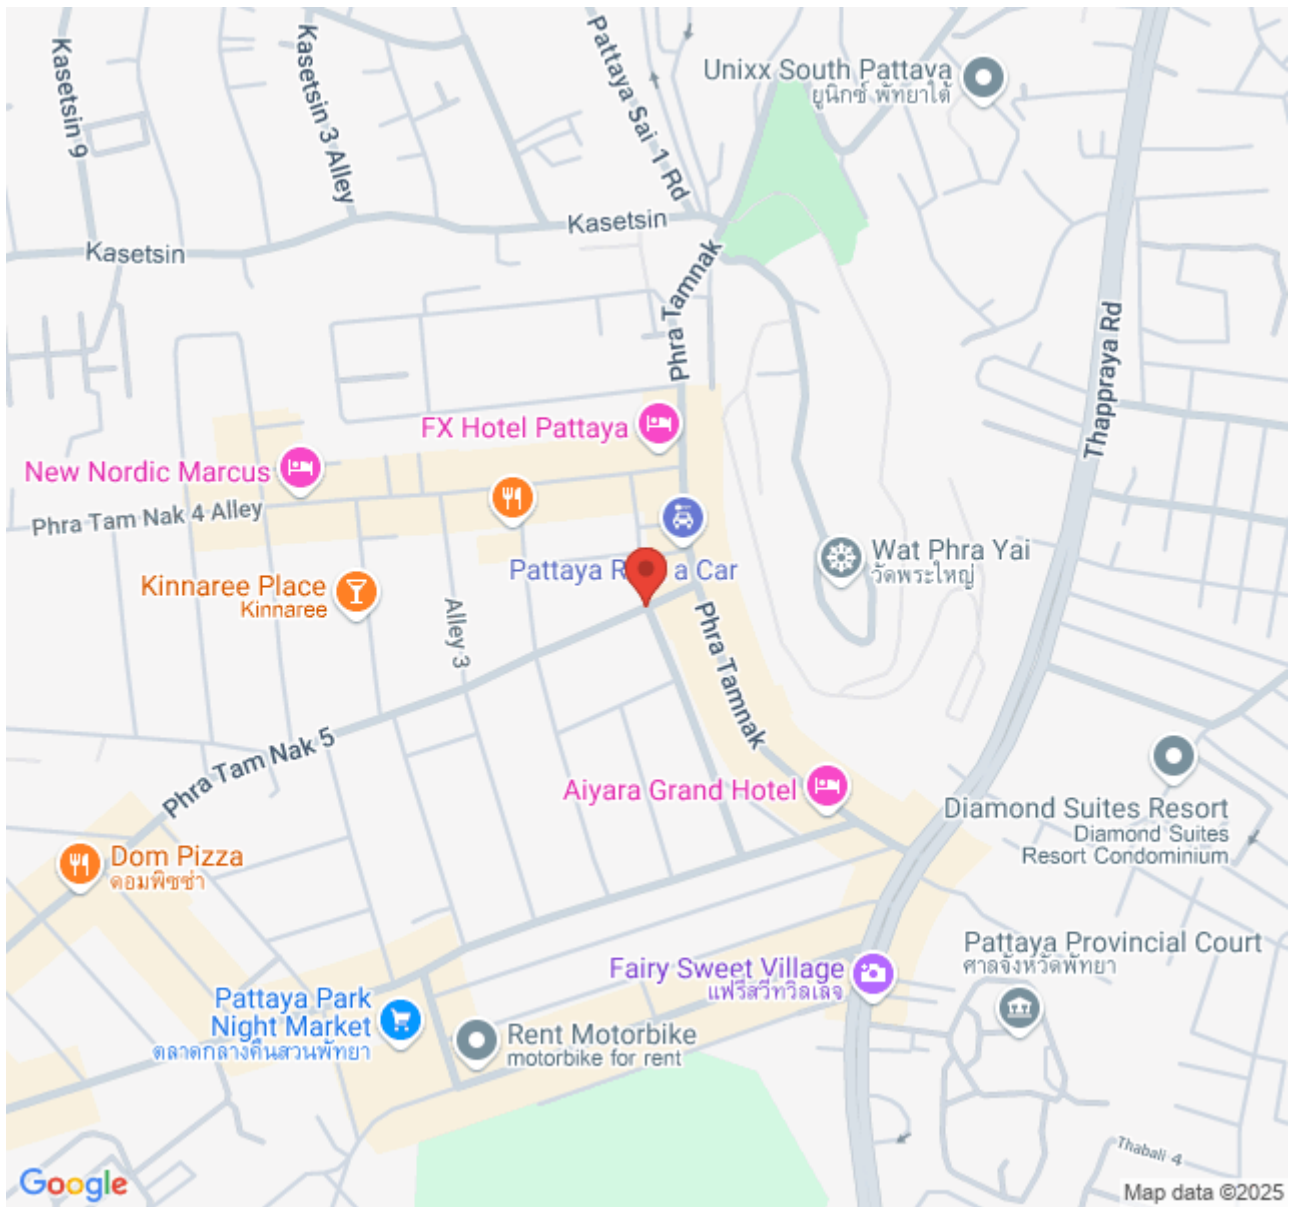 Kasetsin 9
Kasetsin 3 Alley
Pattaya Sai 1 Rd
Unixx South Pattaya
ยูนิกซ์ พัทยาใต้
Kasetsin
Kasetsin
Phra Tamnak
Thappraya Rd
FX Hotel Pattaya
New Nordic Marcus
Phra Tam Nak 4 Alley
Wat Phra Yai
วัดพระใหญ่
Pattaya R a Car
Kinnaree Place
Kinnaree
Alley 3
Phra Tamnak
Phra Tam Nak 5
Aiyara Grand Hotel
Diamond Suites Resort
Diamond Suites
Resort Condominium
Dom Pizza
ดอมพิซซ่า
Pattaya Provincial Court
ศาลจังหวัดพัทยา
Fairy Sweet Village
แฟรี่สวีทวิลเลจ
Pattaya Park
Night Market
ตลาดกลางคืนสวนพัทยา
Rent Motorbike
motorbike for rent
Thabali 4
Google
Map data ©2025